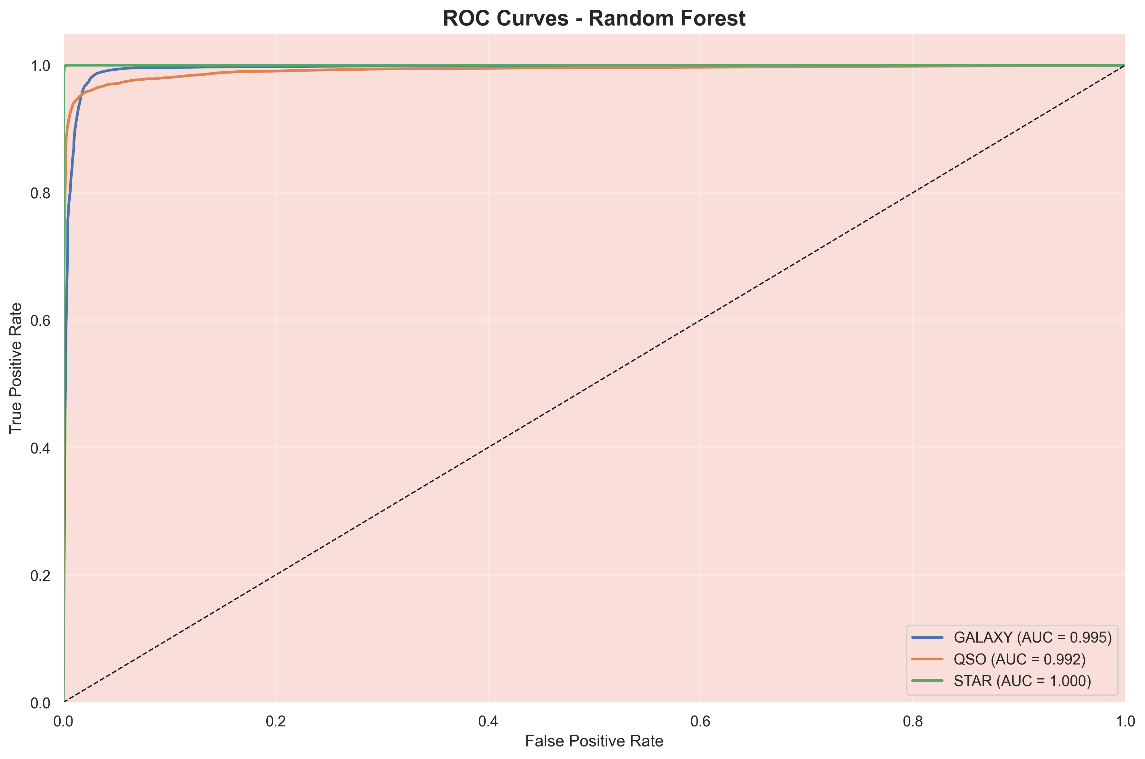 ROC Curves - Random Forest
True Positive Rate
1.0
0.8
0.6
0.4
0.2
0.0
GALAXY (AUC = 0.995)
QSO (AUC = 0.992)
STAR (AUC = 1.000)
0.0 0.2 0.4 0.6 0.8 1.0
False Positive Rate